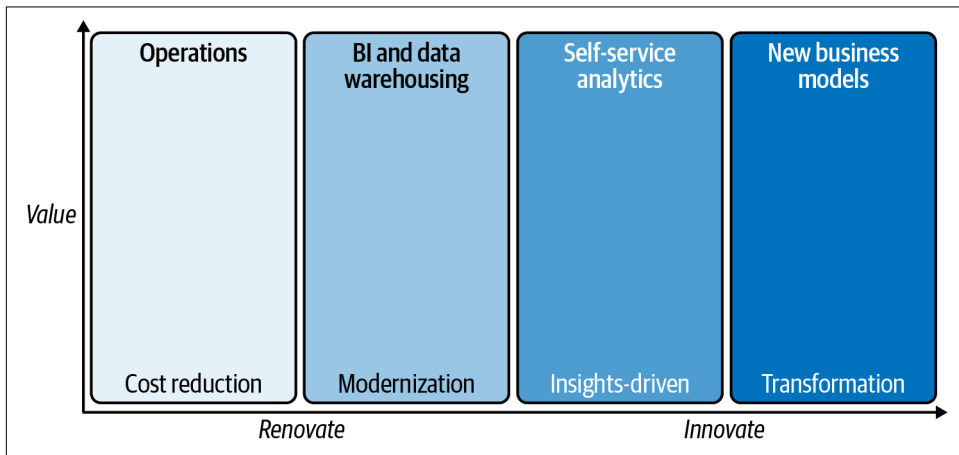 Operations
BI and data
warehousing
Self-service
analytics
New business
models
Value
Cost reduction
Modernization
Insights-driven
Transformation
Renovate
Innovate